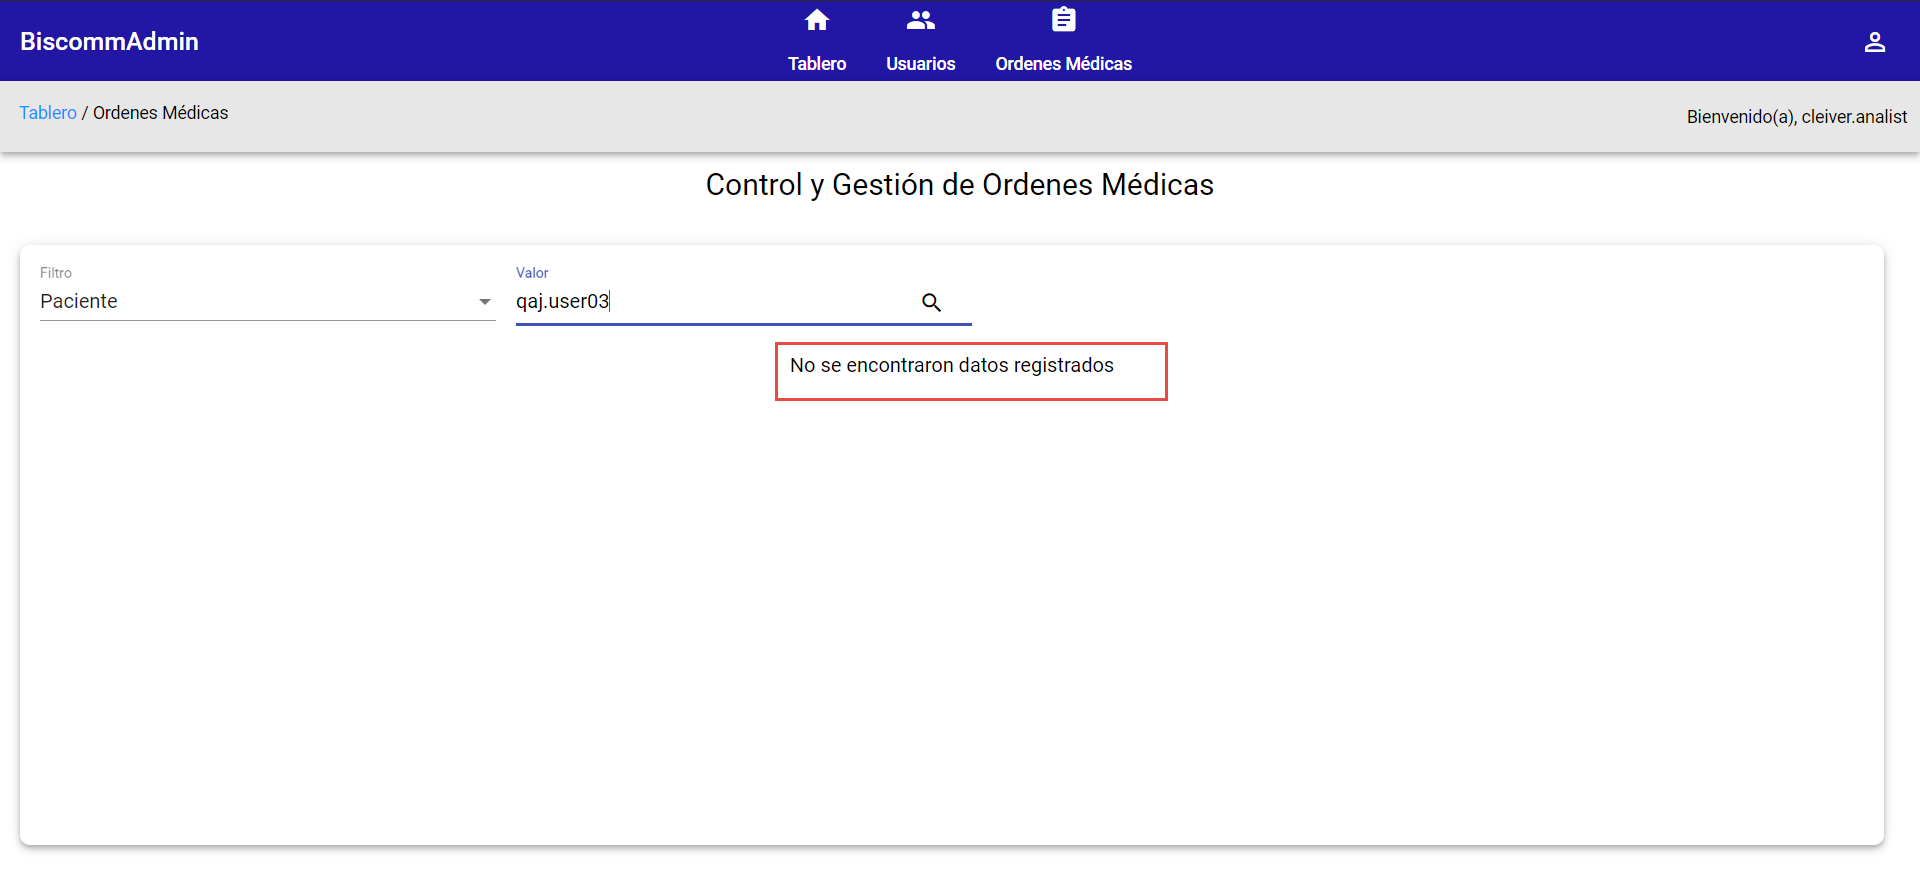 BiscommAdmin
Tablero
Usuarios
Ordenes Médicas
Tablero / Ordenes Médicas
Bienvenido(a), cleiver.analist
Control y Gestión de Ordenes Médicas
Filtro
Paciente
Valor
qaj.user03
No se encontraron datos registrados